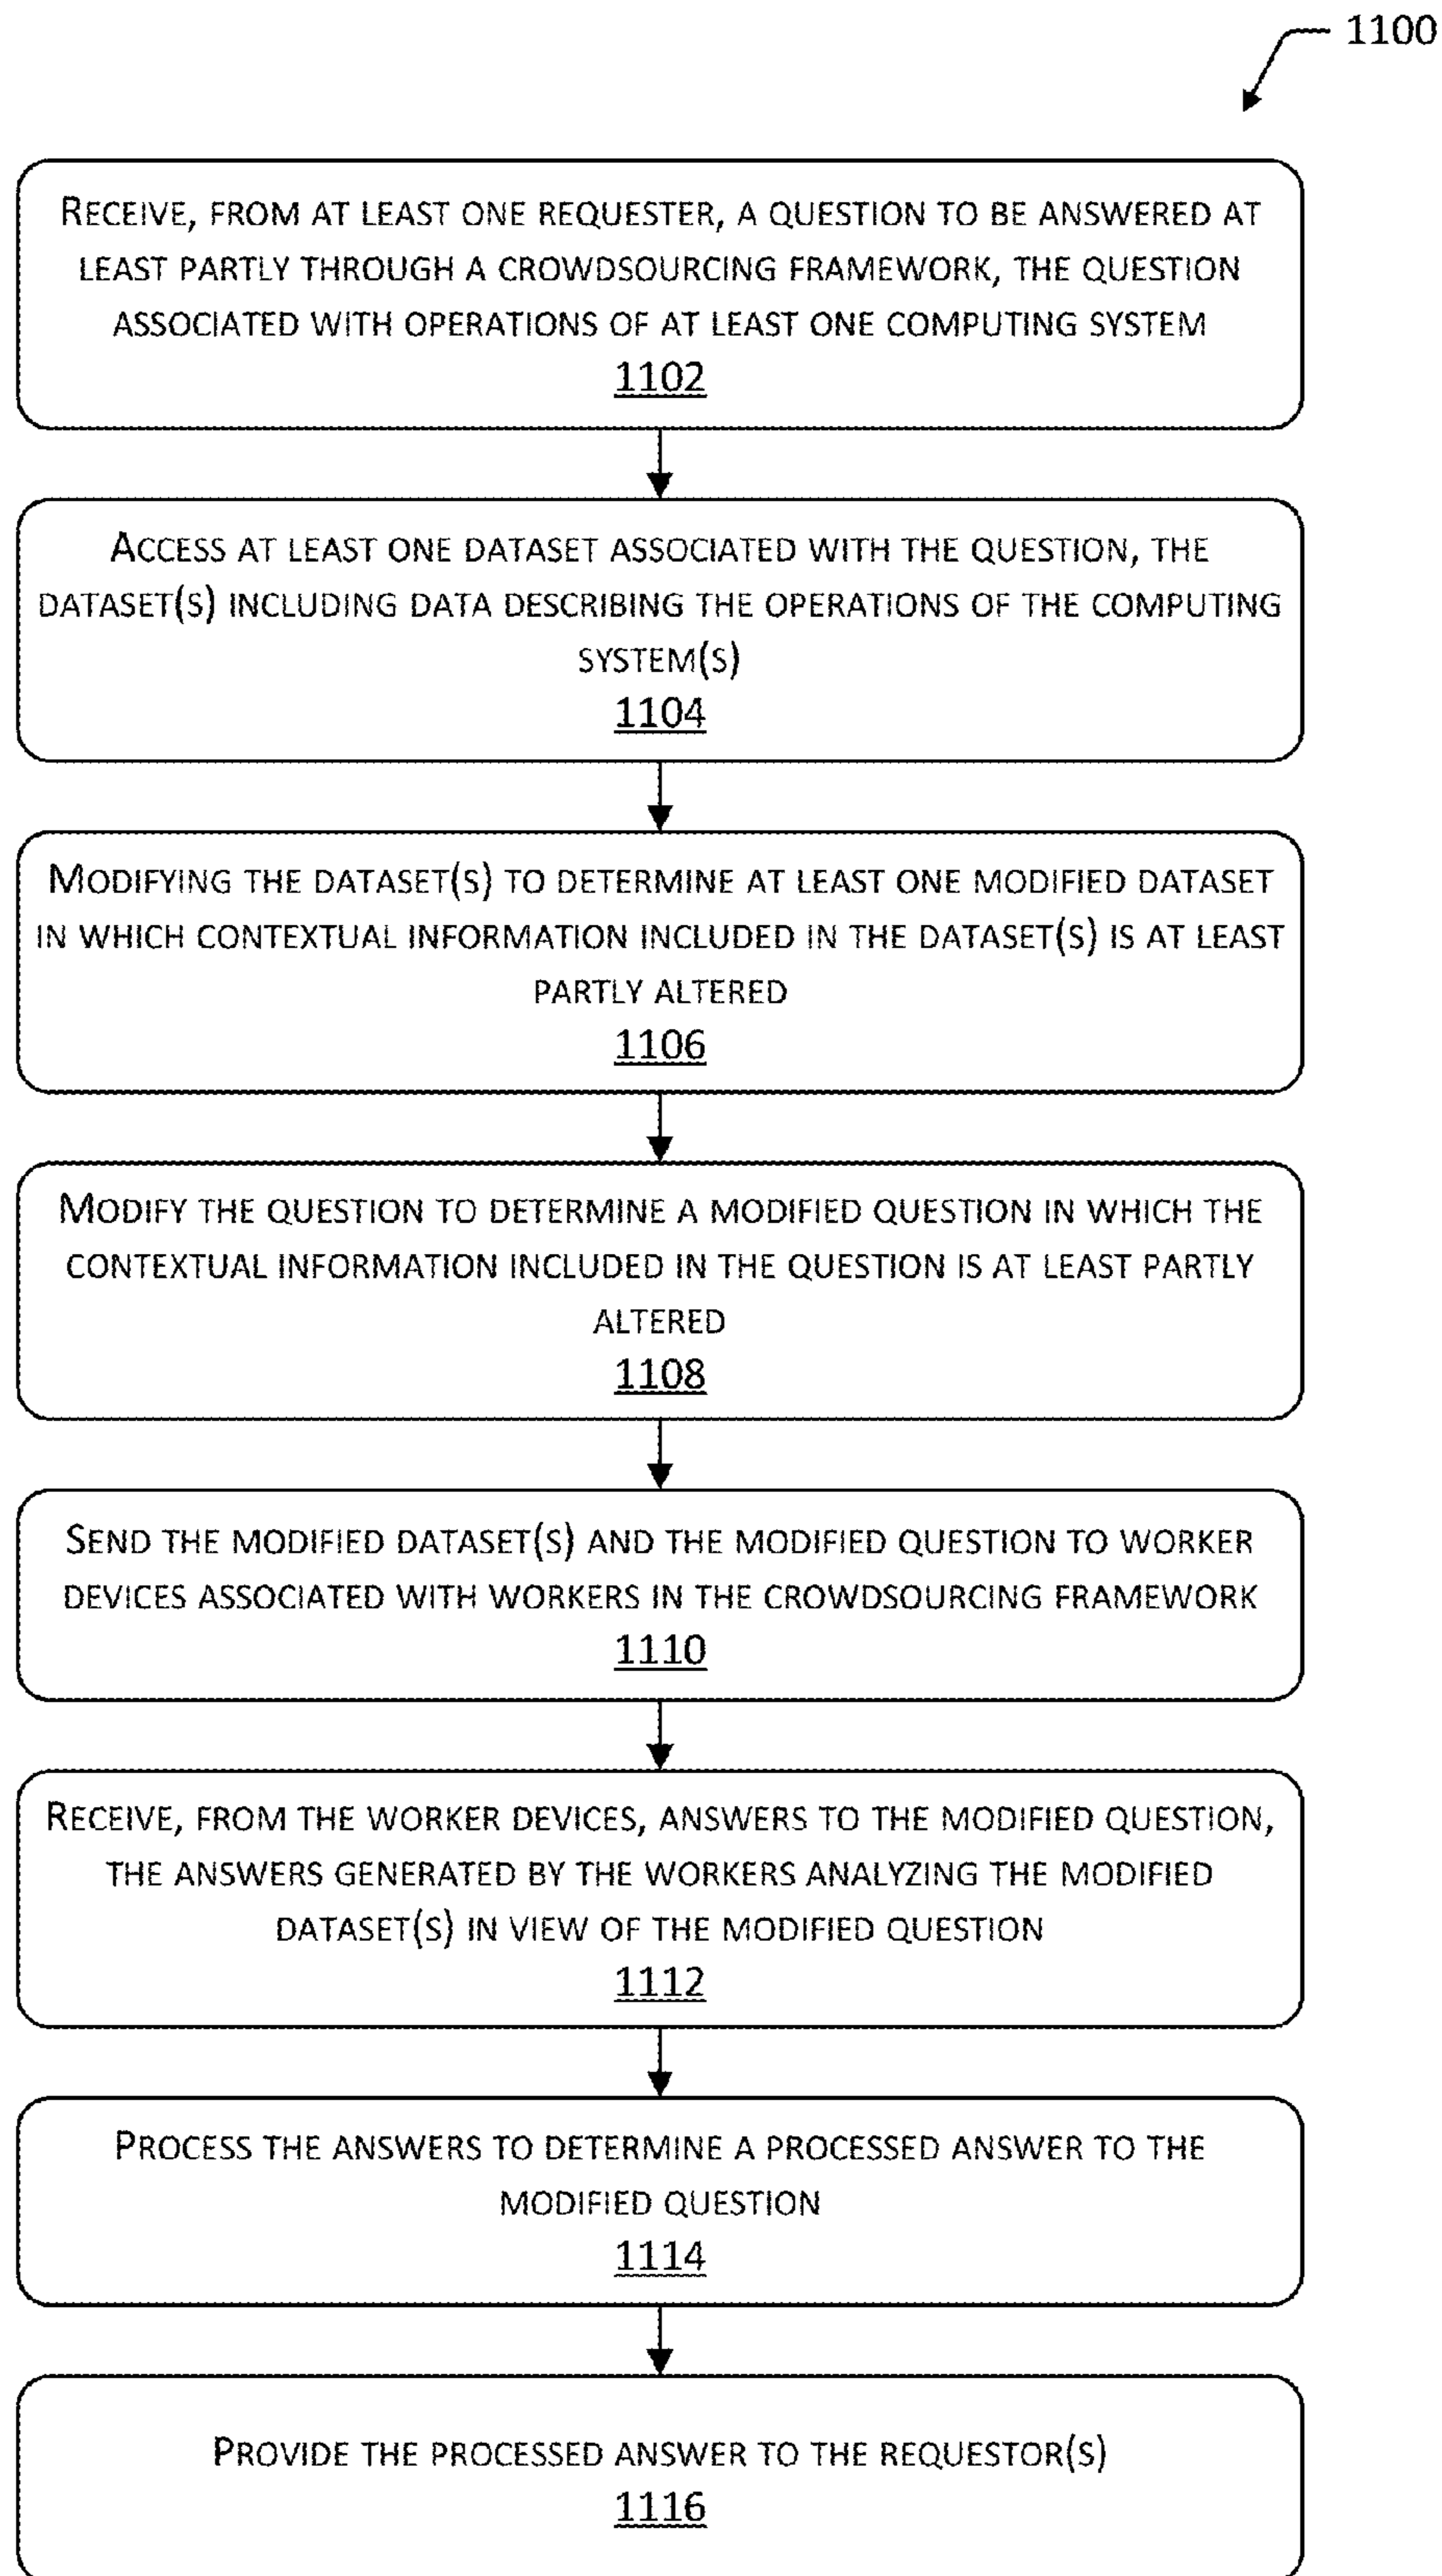 1100
RECEIVE, FROM AT LEAST ONE REQUESTER, A QUESTION TO BE ANSWERED AT
LEAST PARTLY THROUGH A CROWDSOURCING FRAMEWORK, THE QUESTION
ASSOCIATED WITH OPERATIONS OF AT LEAST ONE COMPUTING SYSTEM
1102
ACCESS AT LEAST ONE DATASET ASSOCIATED WITH THE QUESTION, THE
DATASET(S) INCLUDING DATA DESCRIBING THE OPERATIONS OF THE COMPUTING
SYSTEM(S)
1104
MODIFYING THE DATASET(S) TO DETERMINE AT LEAST ONE MODIFIED DATASET
IN WHICH CONTEXTUAL INFORMATION INCLUDED IN THE DATASET(S) IS AT LEAST
PARTLY ALTERED
1106
MODIFY THE QUESTION TO DETERMINE A MODIFIED QUESTION IN WHICH THE
CONTEXTUAL INFORMATION INCLUDED IN THE QUESTION IS AT LEAST PARTLY
ALTERED
1108
SEND THE MODIFIED DATASET(S) AND THE MODIFIED QUESTION TO WORKER
DEVICES ASSOCIATED WITH WORKERS IN THE CROWDSOURCING FRAMEWORK
1110
RECEIVE, FROM THE WORKER DEVICES, ANSWERS TO THE MODIFIED QUESTION,
THE ANSWERS GENERATED BY THE WORKERS ANALYZING THE MODIFIED
DATASET(S) IN VIEW OF THE MODIFIED QUESTION
1112
PROCESS THE ANSWERS TO DETERMINE A PROCESSED ANSWER TO THE
MODIFIED QUESTION
1114
PROVIDE THE PROCESSED ANSWER TO THE REQUESTOR(S)
1116